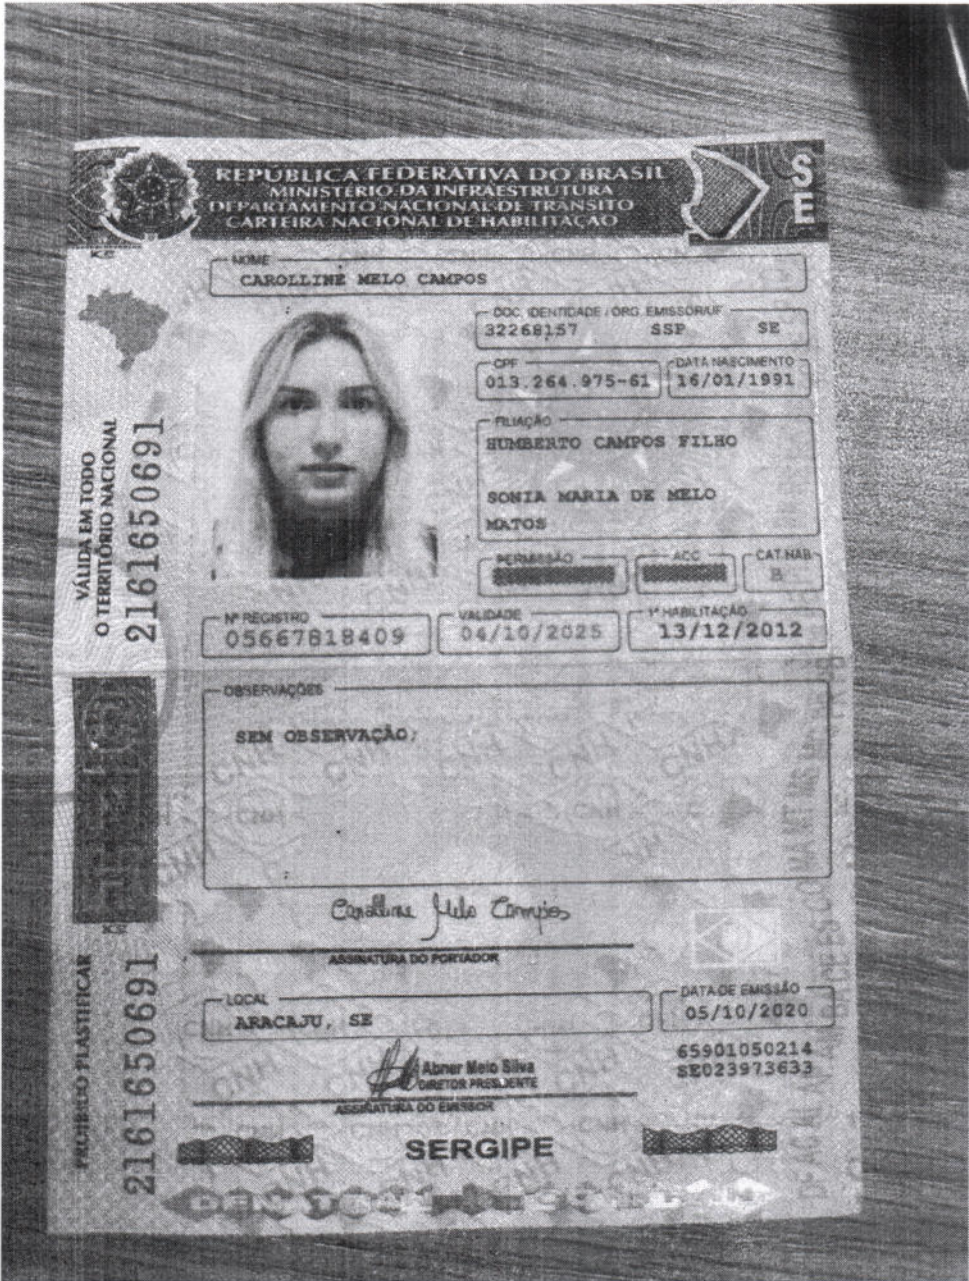 REPÚBLICA FEDERATIVA DO BRASIL
MINISTÉRIO DA INFRAESTRUTURA
DEPARTAMENTO NACIONAL DE TRÂNSITO
CARTEIRA NACIONAL DE HABILITAÇÃO
SE
NOME
CAROLLINE MELO CAMPOS
DOC. IDENTIDADE / ORG. EMISSOR/UF
32268157 SSP SE
CPF
013.264.975-61
DATA NASCIMENTO
16/01/1991
FILIAÇÃO
HUMBERTO CAMPOS FILHO
SONIA MARIA DE MELO
MATOS
PERMISSÃO
ACC
CAT.HAB
B
Nº REGISTRO
05667818409
VALIDADE
04/10/2025
1ª HABILITAÇÃO
13/12/2012
VÁLIDA EM TODO
O TERRITÓRIO NACIONAL
2161650691
OBSERVAÇÕES
SEM OBSERVAÇÃO;
Carolline Melo Campos
ASSINATURA DO PORTADOR
LOCAL
ARACAJU, SE
DATA DE EMISSÃO
05/10/2020
65901050214
SE023973633
Abner Melo Silva
DIRETOR PRESIDENTE
ASSINATURA DO EMISSOR
PROIBIDO PLASTIFICAR
2161650691
SERGIPE